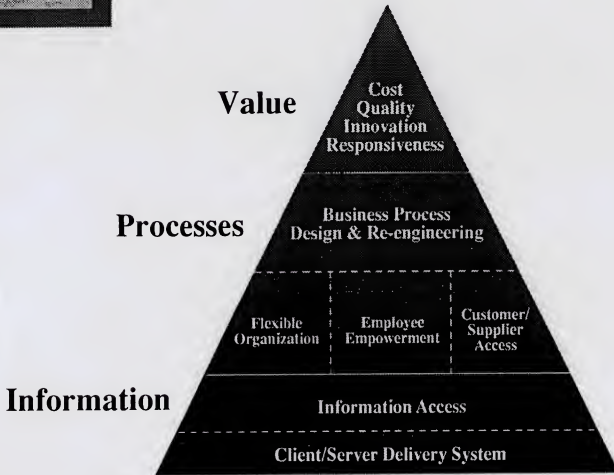 Value
Cost
Quality
Innovation
Responsiveness
Processes
Business Process
Design & Re-engineering
Flexible
Organization
Employee
Empowerment
Customer/
Supplier
Access
Information
Information Access
Client/Server Delivery System